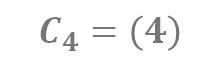 C₄ = (4)